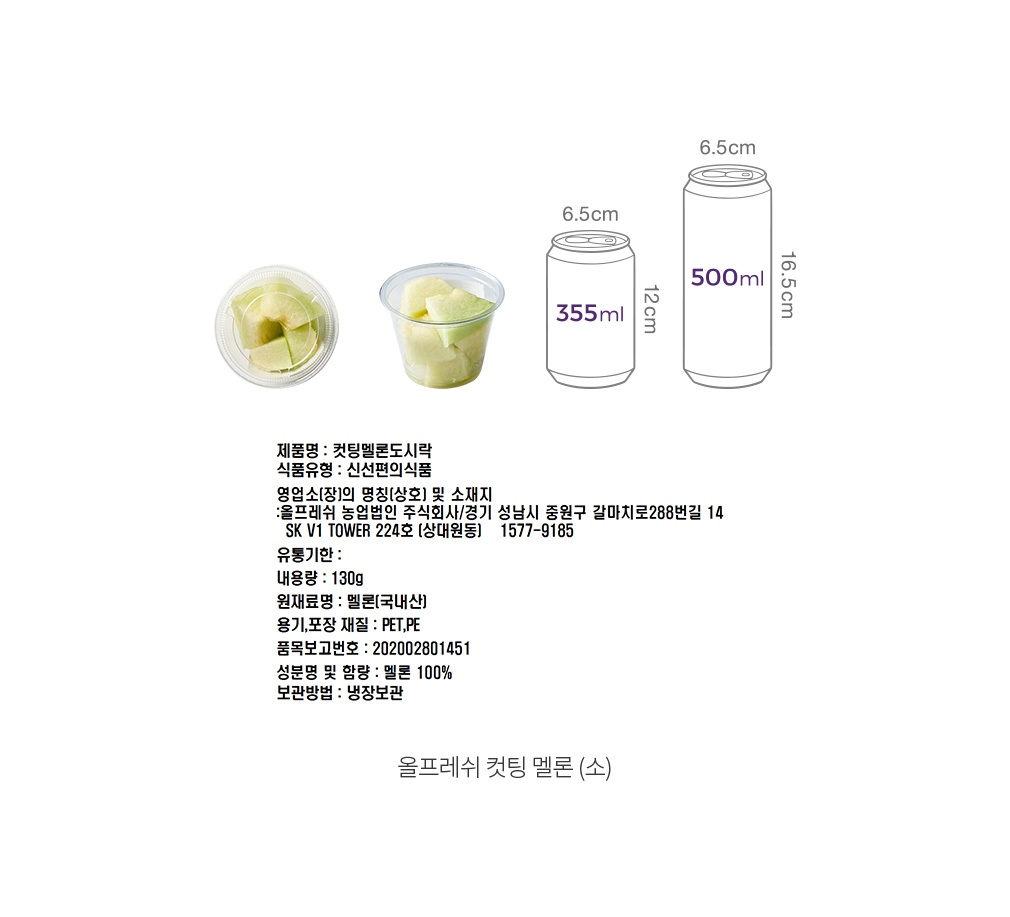 6.5cm
6.5cm
500ml
16.5cm
355ml
12cm
제품명 : 컷팅멜론도시락
식품유형 : 신선편의식품
영업소(장)의 명칭(상호) 및 소재지
:올프레쉬 농업법인 주식회사/경기 성남시 중원구 갈마치로288번길 14
SK V1 TOWER 224호 (상대원동) 1577-9185
유통기한 :
내용량 : 130g
원재료명 : 멜론(국내산)
용기,포장 재질 : PET,PE
품목보고번호 : 202002801451
성분명 및 함량 : 멜론 100%
보관방법 : 냉장보관
올프레쉬 컷팅 멜론 (소)